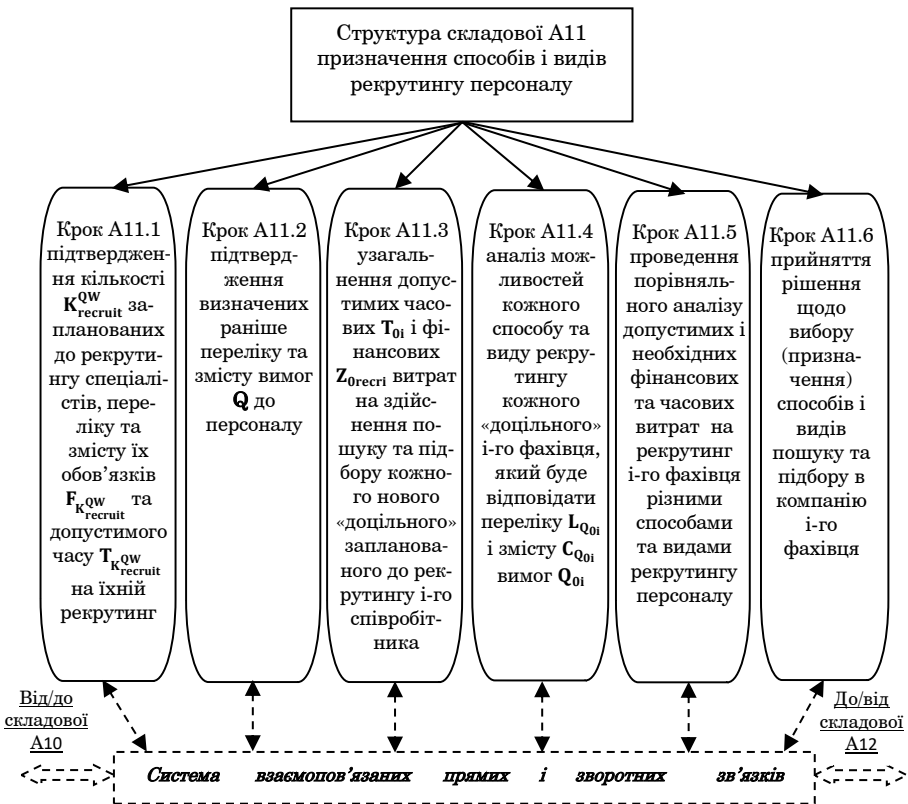 Структура складової А11
призначення способів і видів
рекрутингу персоналу
Крок А11.1
підтверджен-
ня кількості
K^QW_recruit за-
планованих
до рекрути-
нгу спеціалі-
стів, пере-
ліку та
змісту їх
обов’язків
F_K^QW_recruit та
допустимого
часу T_K^QW_recruit
на їхній
рекрутинг
Крок А11.2
підтверд-
ження
визначених
раніше
переліку та
змісту вимог
Q до
персоналу
Крок А11.3
узагаль-
нення допус-
тимих часо-
вих T_0i і фі-
нансових
Z_0recri витрат
на здійс-
нення по-
шуку та під-
бору кожно-
го нового
«доцільного»
запланова-
ного до рек-
рутингу і-го
співробіт-
ника
Крок А11.4
аналіз мож-
ливостей
кожного
способу та
виду рекру-
тингу
кожного
«доцільного»
і-го фахівця,
який буде
відповідати
переліку L_Q_0i
і змісту C_Q_0i
вимог Q_0i
Крок А11.5
проведення
порівняль-
ного аналізу
допустимих і
необхідних
фінансових
та часових
витрат на
рекрутинг
і-го фахівця
різними
способами
та видами
рекрутингу
персоналу
Крок А11.6
прийняття
рішення
щодо
вибору
(призна-
чення)
способів і
видів
пошуку та
підбору в
компанію
і-го
фахівця
Від/до
складової
А10
До/від
складової
А12
Система взаємопов’язаних прямих і зворотних зв’язків